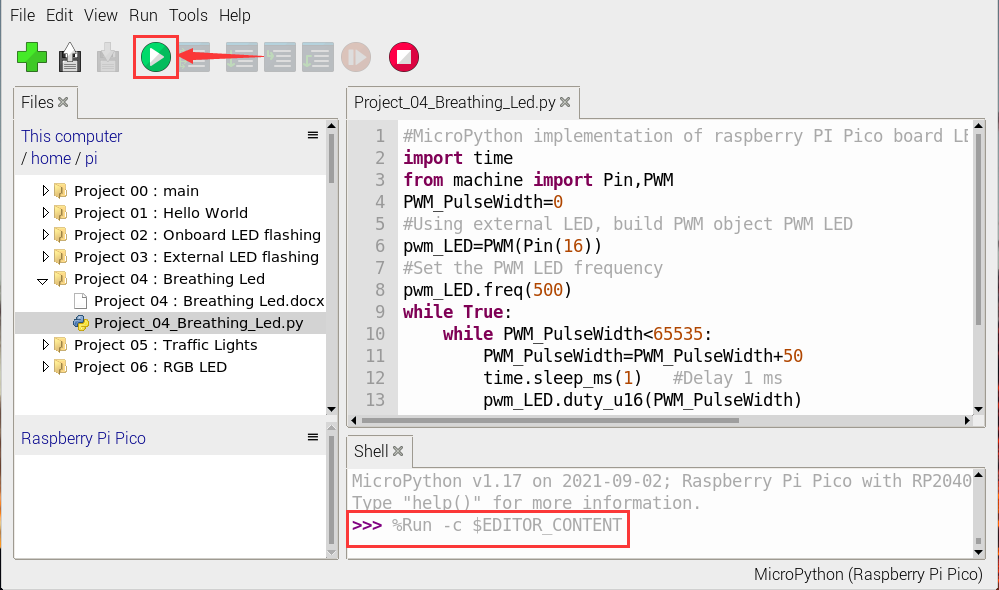 File Edit View Run Tools Help
Files
This computer
/ home / pi
Project 00 : main
Project 01 : Hello World
Project 02 : Onboard LED flashing
Project 03 : External LED flashing
Project 04 : Breathing Led
Project 04 : Breathing Led.docx
Project_04_Breathing_Led.py
Project 05 : Traffic Lights
Project 06 : RGB LED
Raspberry Pi Pico
Project_04_Breathing_Led.py
1 #MicroPython implementation of raspberry PI Pico board LE
2 import time
3 from machine import Pin,PWM
4 PWM_PulseWidth=0
5 #Using external LED, build PWM object PWM LED
6 pwm_LED=PWM(Pin(16))
7 #Set the PWM LED frequency
8 pwm_LED.freq(500)
9 while True:
10 while PWM_PulseWidth<65535:
11 PWM_PulseWidth=PWM_PulseWidth+50
12 time.sleep_ms(1) #Delay 1 ms
13 pwm_LED.duty_u16(PWM_PulseWidth)
Shell
MicroPython v1.17 on 2021-09-02; Raspberry Pi Pico with RP2040
Type "help()" for more information.
>>> %Run -c $EDITOR_CONTENT
MicroPython (Raspberry Pi Pico)